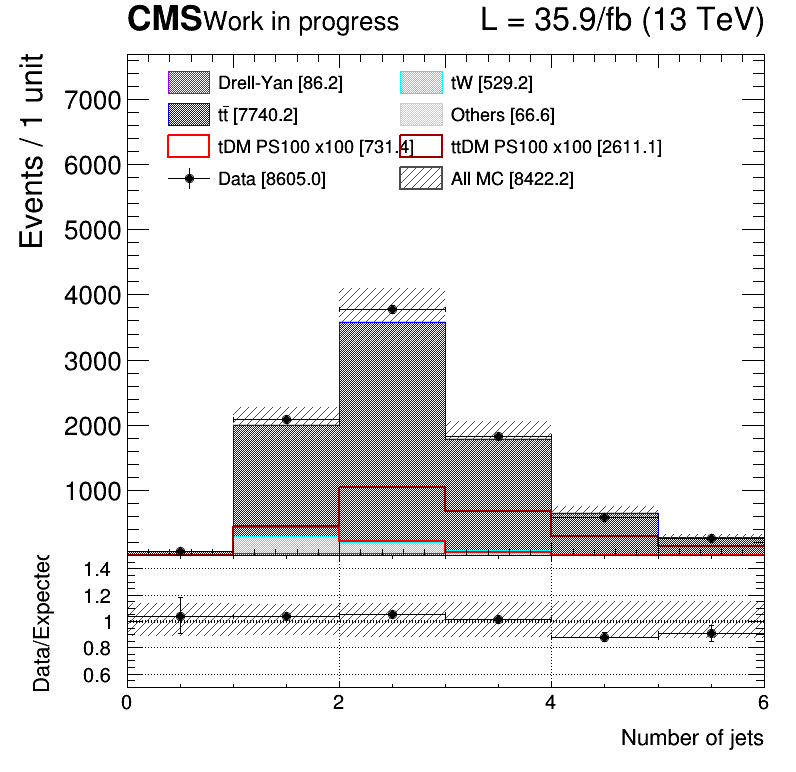 CMS Work in progress L = 35.9/fb (13 TeV)
Events / 1 unit
Drell-Yan [86.2] tW [529.2]
tt̄ [7740.2] Others [66.6]
tDM PS100 x100 [731.4] ttDM PS100 x100 [2611.1]
Data [8605.0] All MC [8422.2]
7000
6000
5000
4000
3000
2000
1000
Data/Expected
1.4
1.2
1
0.8
0.6
0 2 4 6
Number of jets